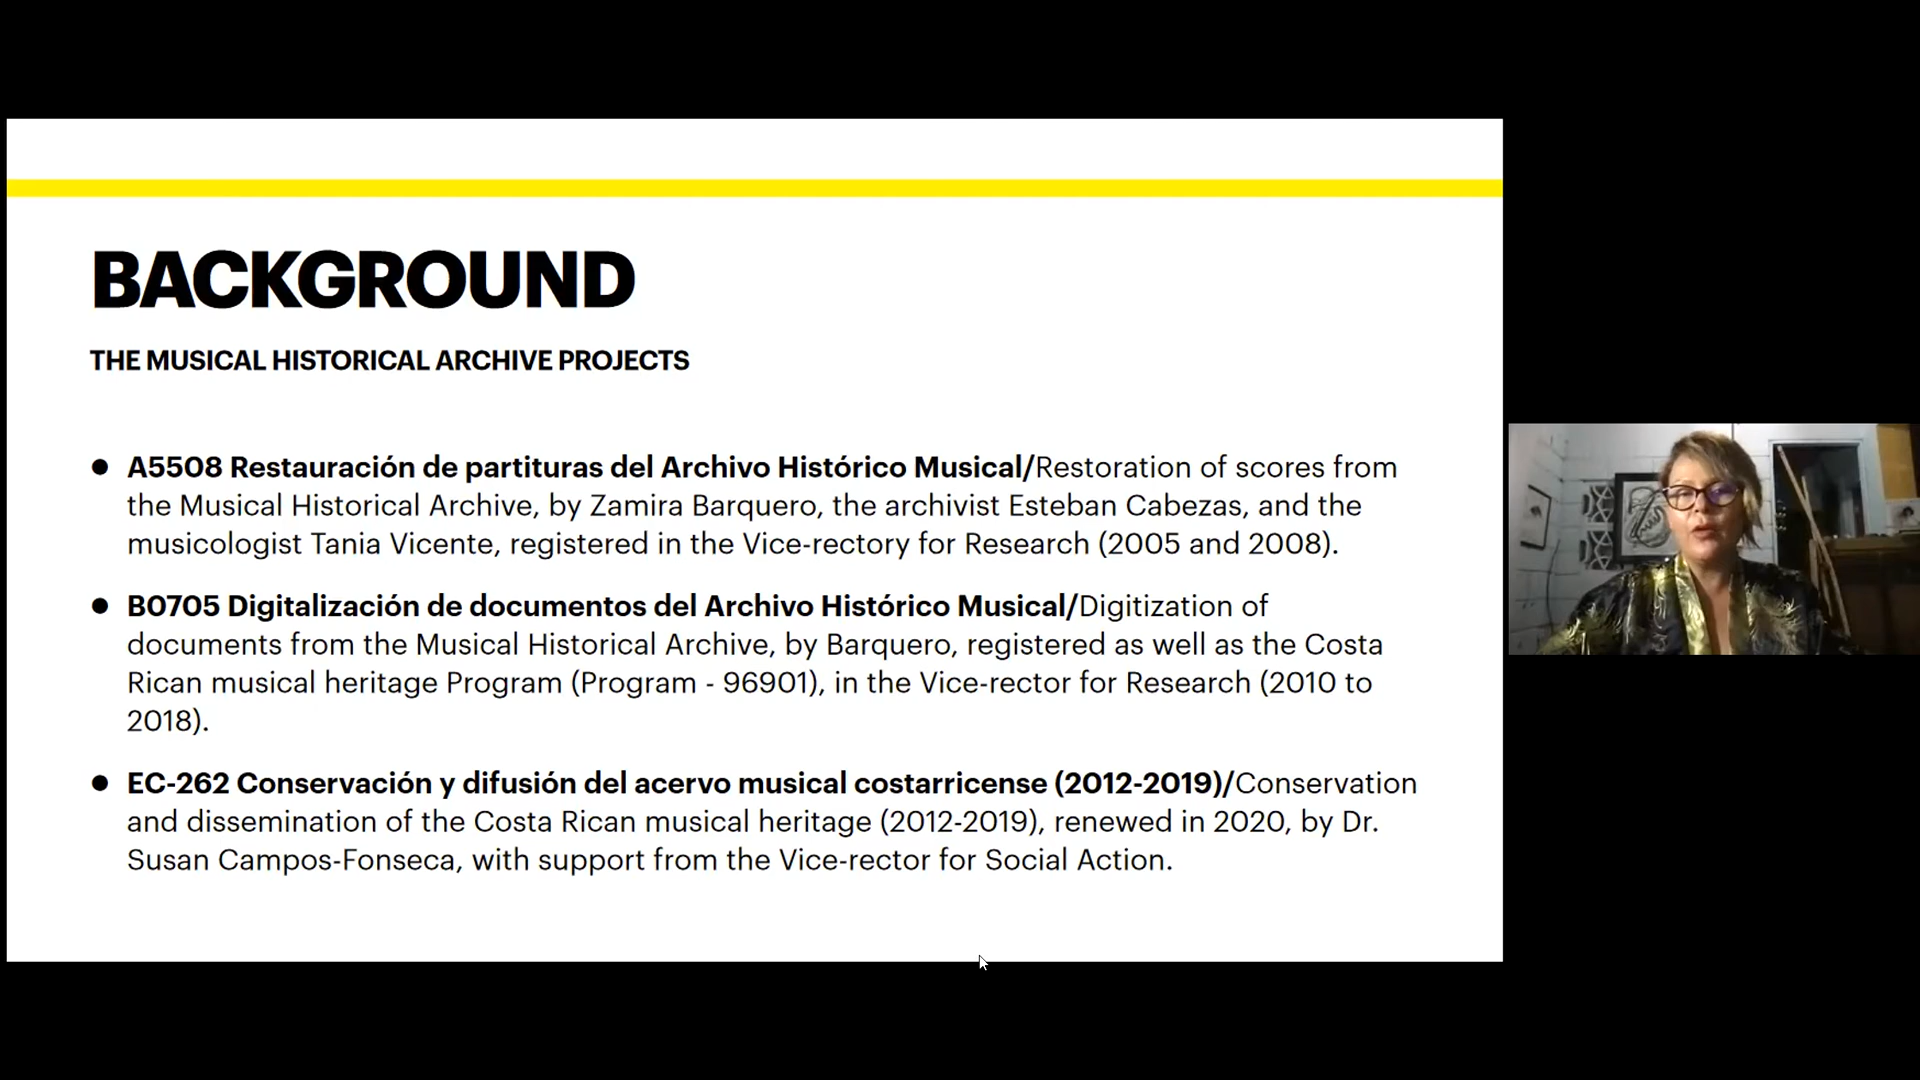 BACKGROUND
THE MUSICAL HISTORICAL ARCHIVE PROJECTS
● A5508 Restauración de partituras del Archivo Histórico Musical/Restoration of scores from
the Musical Historical Archive, by Zamira Barquero, the archivist Esteban Cabezas, and the
musicologist Tania Vicente, registered in the Vice-rectory for Research (2005 and 2008).
● B0705 Digitalización de documentos del Archivo Histórico Musical/Digitization of
documents from the Musical Historical Archive, by Barquero, registered as well as the Costa
Rican musical heritage Program (Program - 96901), in the Vice-rector for Research (2010 to
2018).
● EC-262 Conservación y difusión del acervo musical costarricense (2012-2019)/Conservation
and dissemination of the Costa Rican musical heritage (2012-2019), renewed in 2020, by Dr.
Susan Campos-Fonseca, with support from the Vice-rector for Social Action.